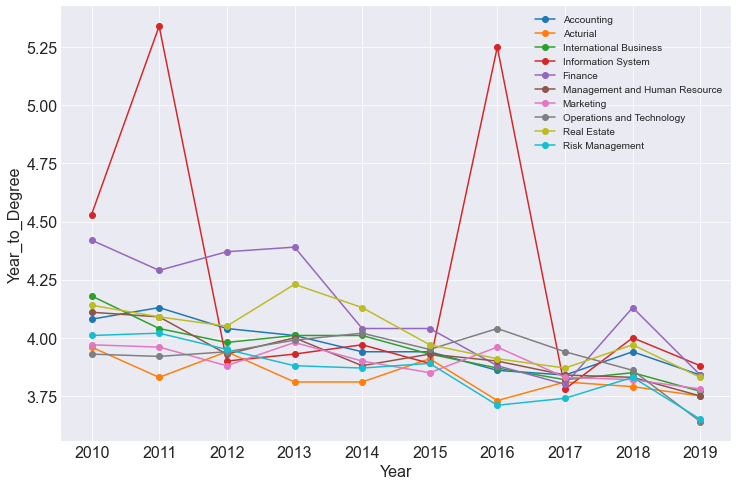 5.25
5.00
4.75
4.50
4.25
4.00
3.75
Year_to_Degree
Accounting
Acturial
International Business
Information System
Finance
Management and Human Resource
Marketing
Operations and Technology
Real Estate
Risk Management
2010 2011 2012 2013 2014 2015 2016 2017 2018 2019
Year